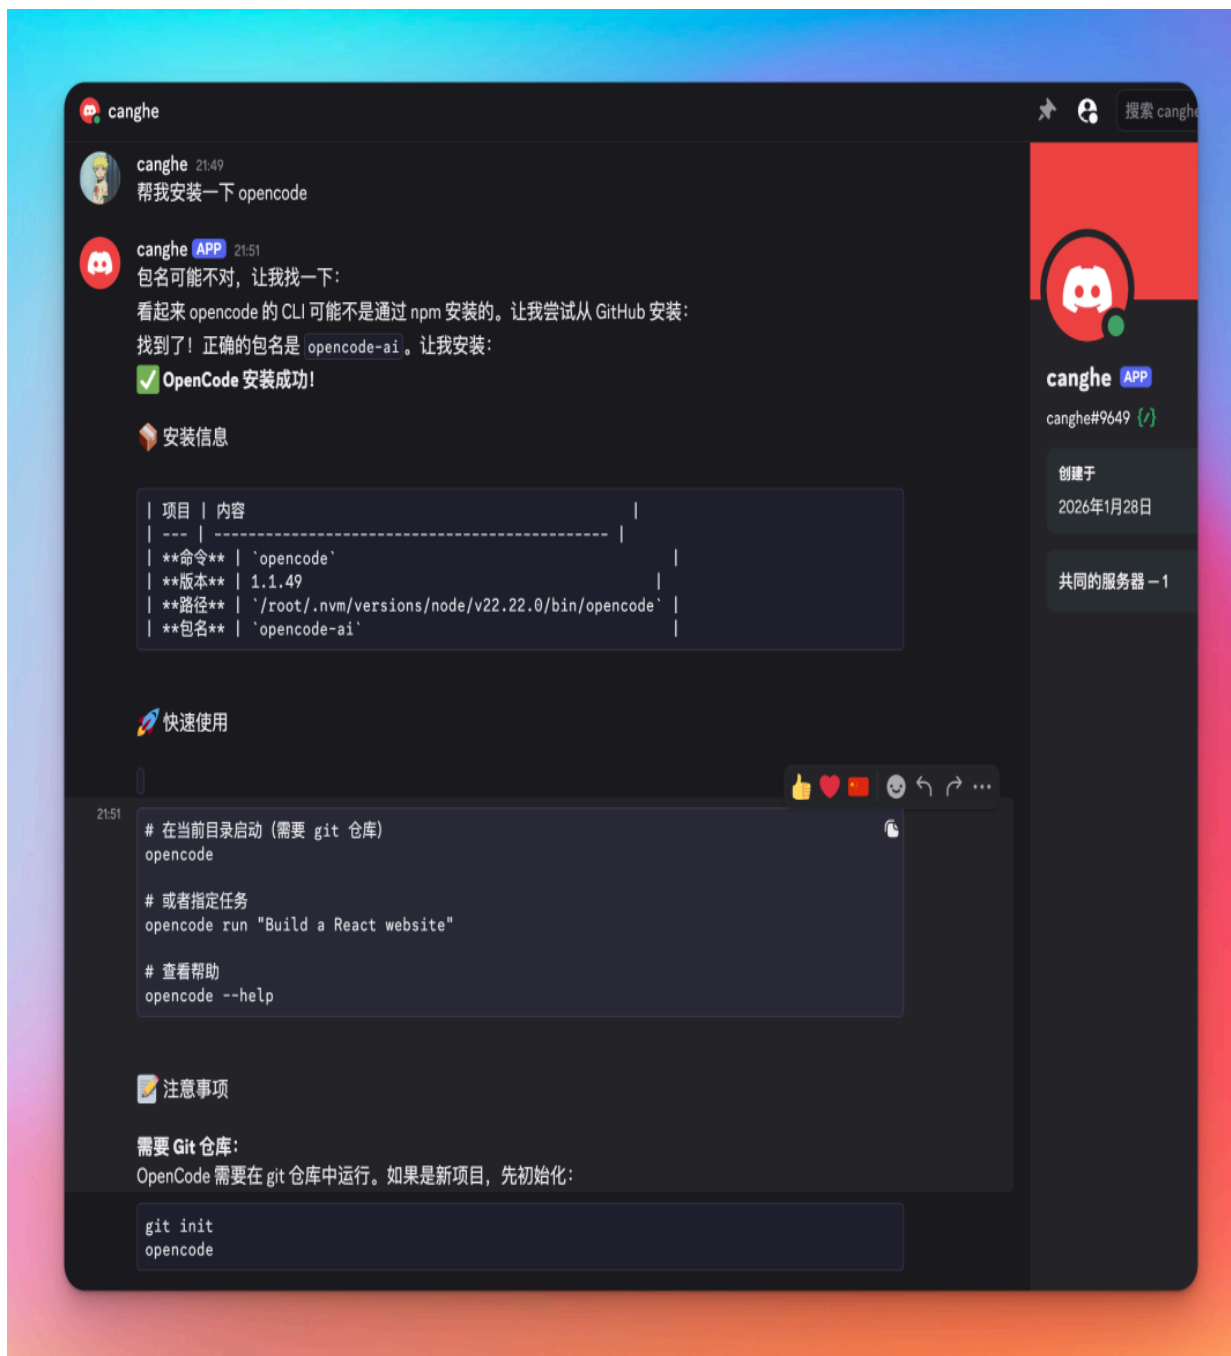 canghe
搜索 canghe
canghe 21:49
帮我安装一下 opencode
canghe APP 21:51
包名可能不对，让我找一下：
看起来 opencode 的 CLI 可能不是通过 npm 安装的。让我尝试从 GitHub 安装：
找到了！正确的包名是 opencode-ai 。让我安装：
OpenCode 安装成功！
安装信息
| 项目 | 内容 |
| --- | ---------------------------------------------- |
| **命令** | `opencode` |
| **版本** | 1.1.49 |
| **路径** | `/root/.nvm/versions/node/v22.22.0/bin/opencode` |
| **包名** | `opencode-ai` |
快速使用
21:51
# 在当前目录启动（需要 git 仓库）
opencode
# 或者指定任务
opencode run "Build a React website"
# 查看帮助
opencode --help
注意事项
需要 Git 仓库：
OpenCode 需要在 git 仓库中运行。如果是新项目，先初始化：
git init
opencode
canghe APP
canghe#9649
创建于
2026年1月28日
共同的服务器 — 1